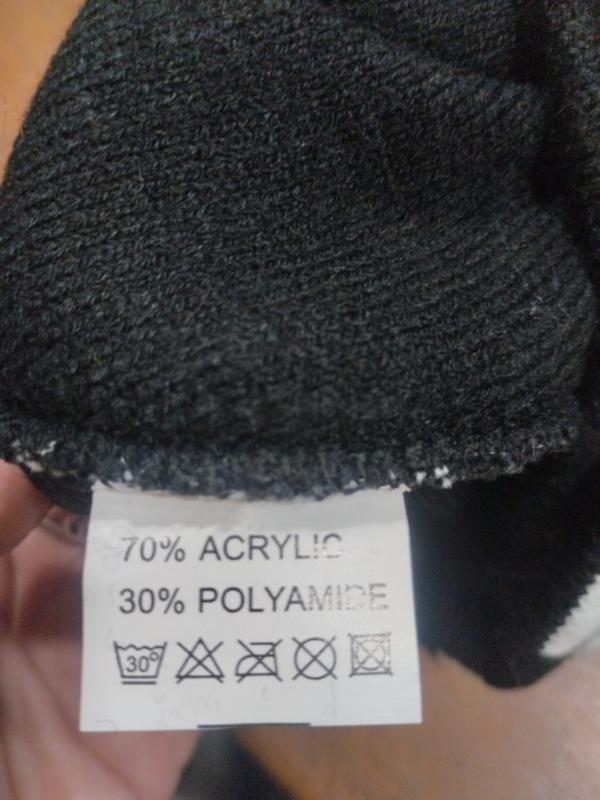 70% ACRYLIC
30% POLYAMIDE
30°